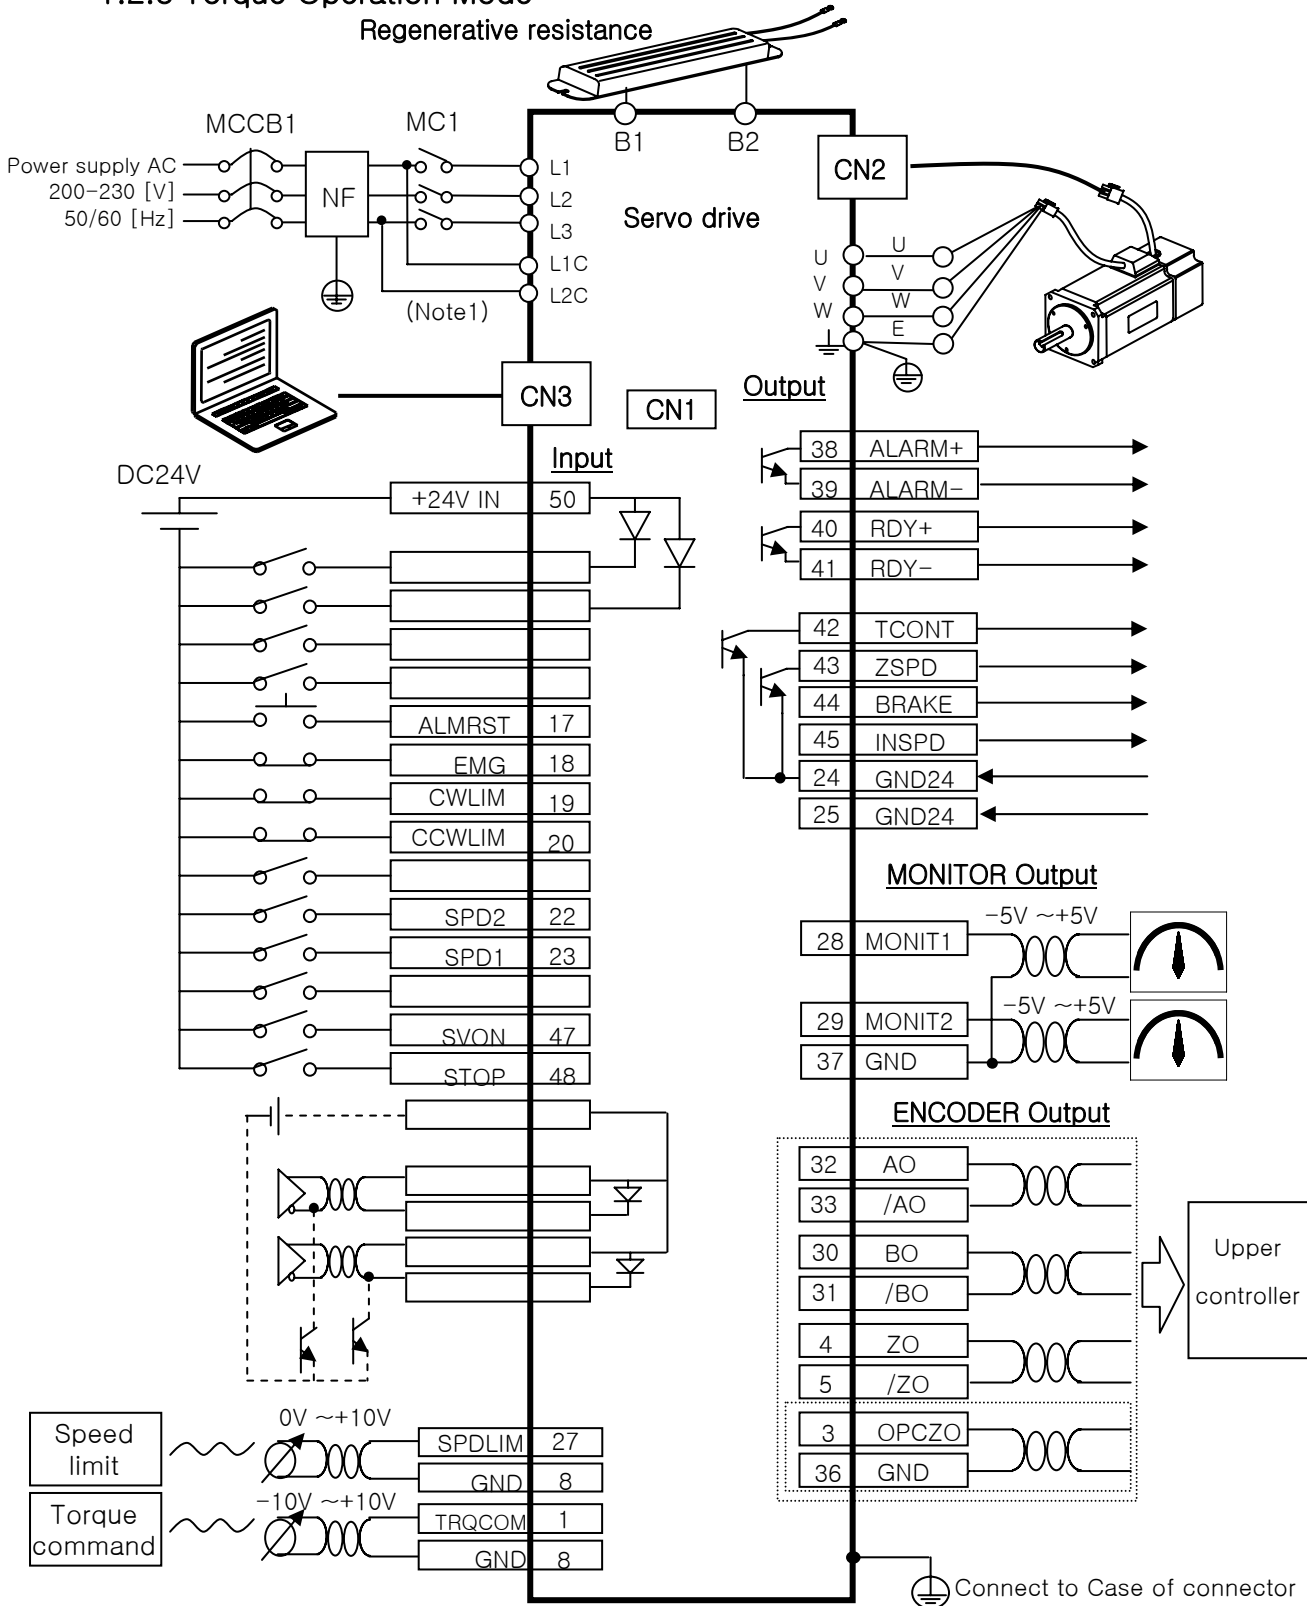 1.2.3 Torque Operation Mode
Regenerative resistance
MCCB1
MC1
B1
B2
Power supply AC
200-230 [V]
50/60 [Hz]
NF
L1
L2
L3
L1C
L2C
(Note1)
Servo drive
CN2
U
V
W
U
V
W
E
CN3
CN1
Output
Input
DC24V
+24V IN 50
ALMRST 17
EMG 18
CWLIM 19
CCWLIM 20
SPD2 22
SPD1 23
SVON 47
STOP 48
38 ALARM+
39 ALARM-
40 RDY+
41 RDY-
42 TCONT
43 ZSPD
44 BRAKE
45 INSPD
24 GND24
25 GND24
MONITOR Output
-5V ~+5V
28 MONIT1
-5V ~+5V
29 MONIT2
37 GND
ENCODER Output
32 AO
33 /AO
30 BO
31 /BO
4 ZO
5 /ZO
3 OPCZO
36 GND
Upper
controller
Speed
limit
0V ~+10V
SPDLIM 27
GND 8
Torque
command
-10V ~+10V
TRQCOM 1
GND 8
Connect to Case of connector